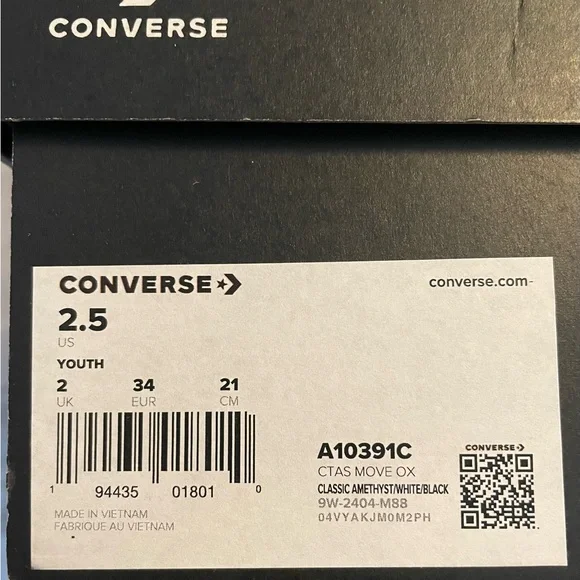 CONVERSE
CONVERSE
converse.com
2.5
US
YOUTH
2 34 21
UK EUR CM
1 94435 01801 0
MADE IN VIETNAM
FABRIQUE AU VIETNAM
A10391C
CTAS MOVE OX
CLASSIC AMETHYST/WHITE/BLACK
9W-2404-M88
04VYAKJM0M2PH
CONVERSE